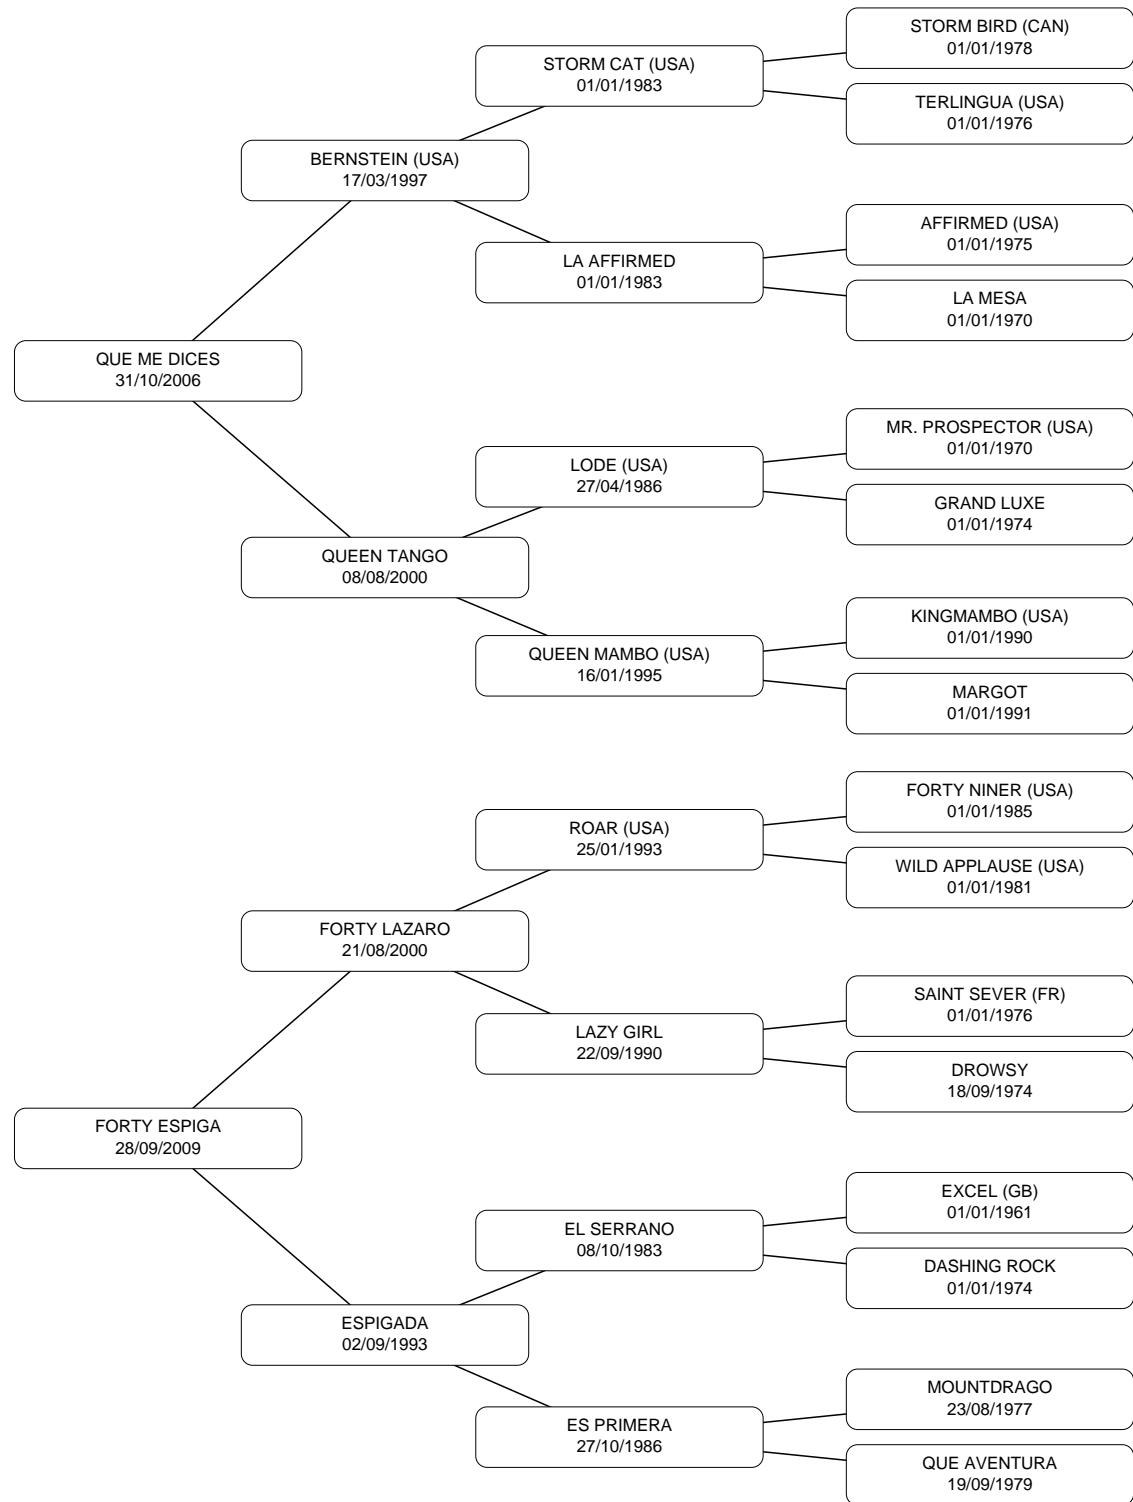 STORM BIRD (CAN)
01/01/1978
STORM CAT (USA)
01/01/1983
TERLINGUA (USA)
01/01/1976
BERNSTEIN (USA)
17/03/1997
AFFIRMED (USA)
01/01/1975
LA AFFIRMED
01/01/1983
LA MESA
01/01/1970
QUE ME DICES
31/10/2006
MR. PROSPECTOR (USA)
01/01/1970
LODE (USA)
27/04/1986
GRAND LUXE
01/01/1974
QUEEN TANGO
08/08/2000
KINGMAMBO (USA)
01/01/1990
QUEEN MAMBO (USA)
16/01/1995
MARGOT
01/01/1991
FORTY NINER (USA)
01/01/1985
ROAR (USA)
25/01/1993
WILD APPLAUSE (USA)
01/01/1981
FORTY LAZARO
21/08/2000
SAINT SEVER (FR)
01/01/1976
LAZY GIRL
22/09/1990
DROWSY
18/09/1974
FORTY ESPIGA
28/09/2009
EXCEL (GB)
01/01/1961
EL SERRANO
08/10/1983
DASHING ROCK
01/01/1974
ESPIGADA
02/09/1993
MOUNTDRAGO
23/08/1977
ES PRIMERA
27/10/1986
QUE AVENTURA
19/09/1979